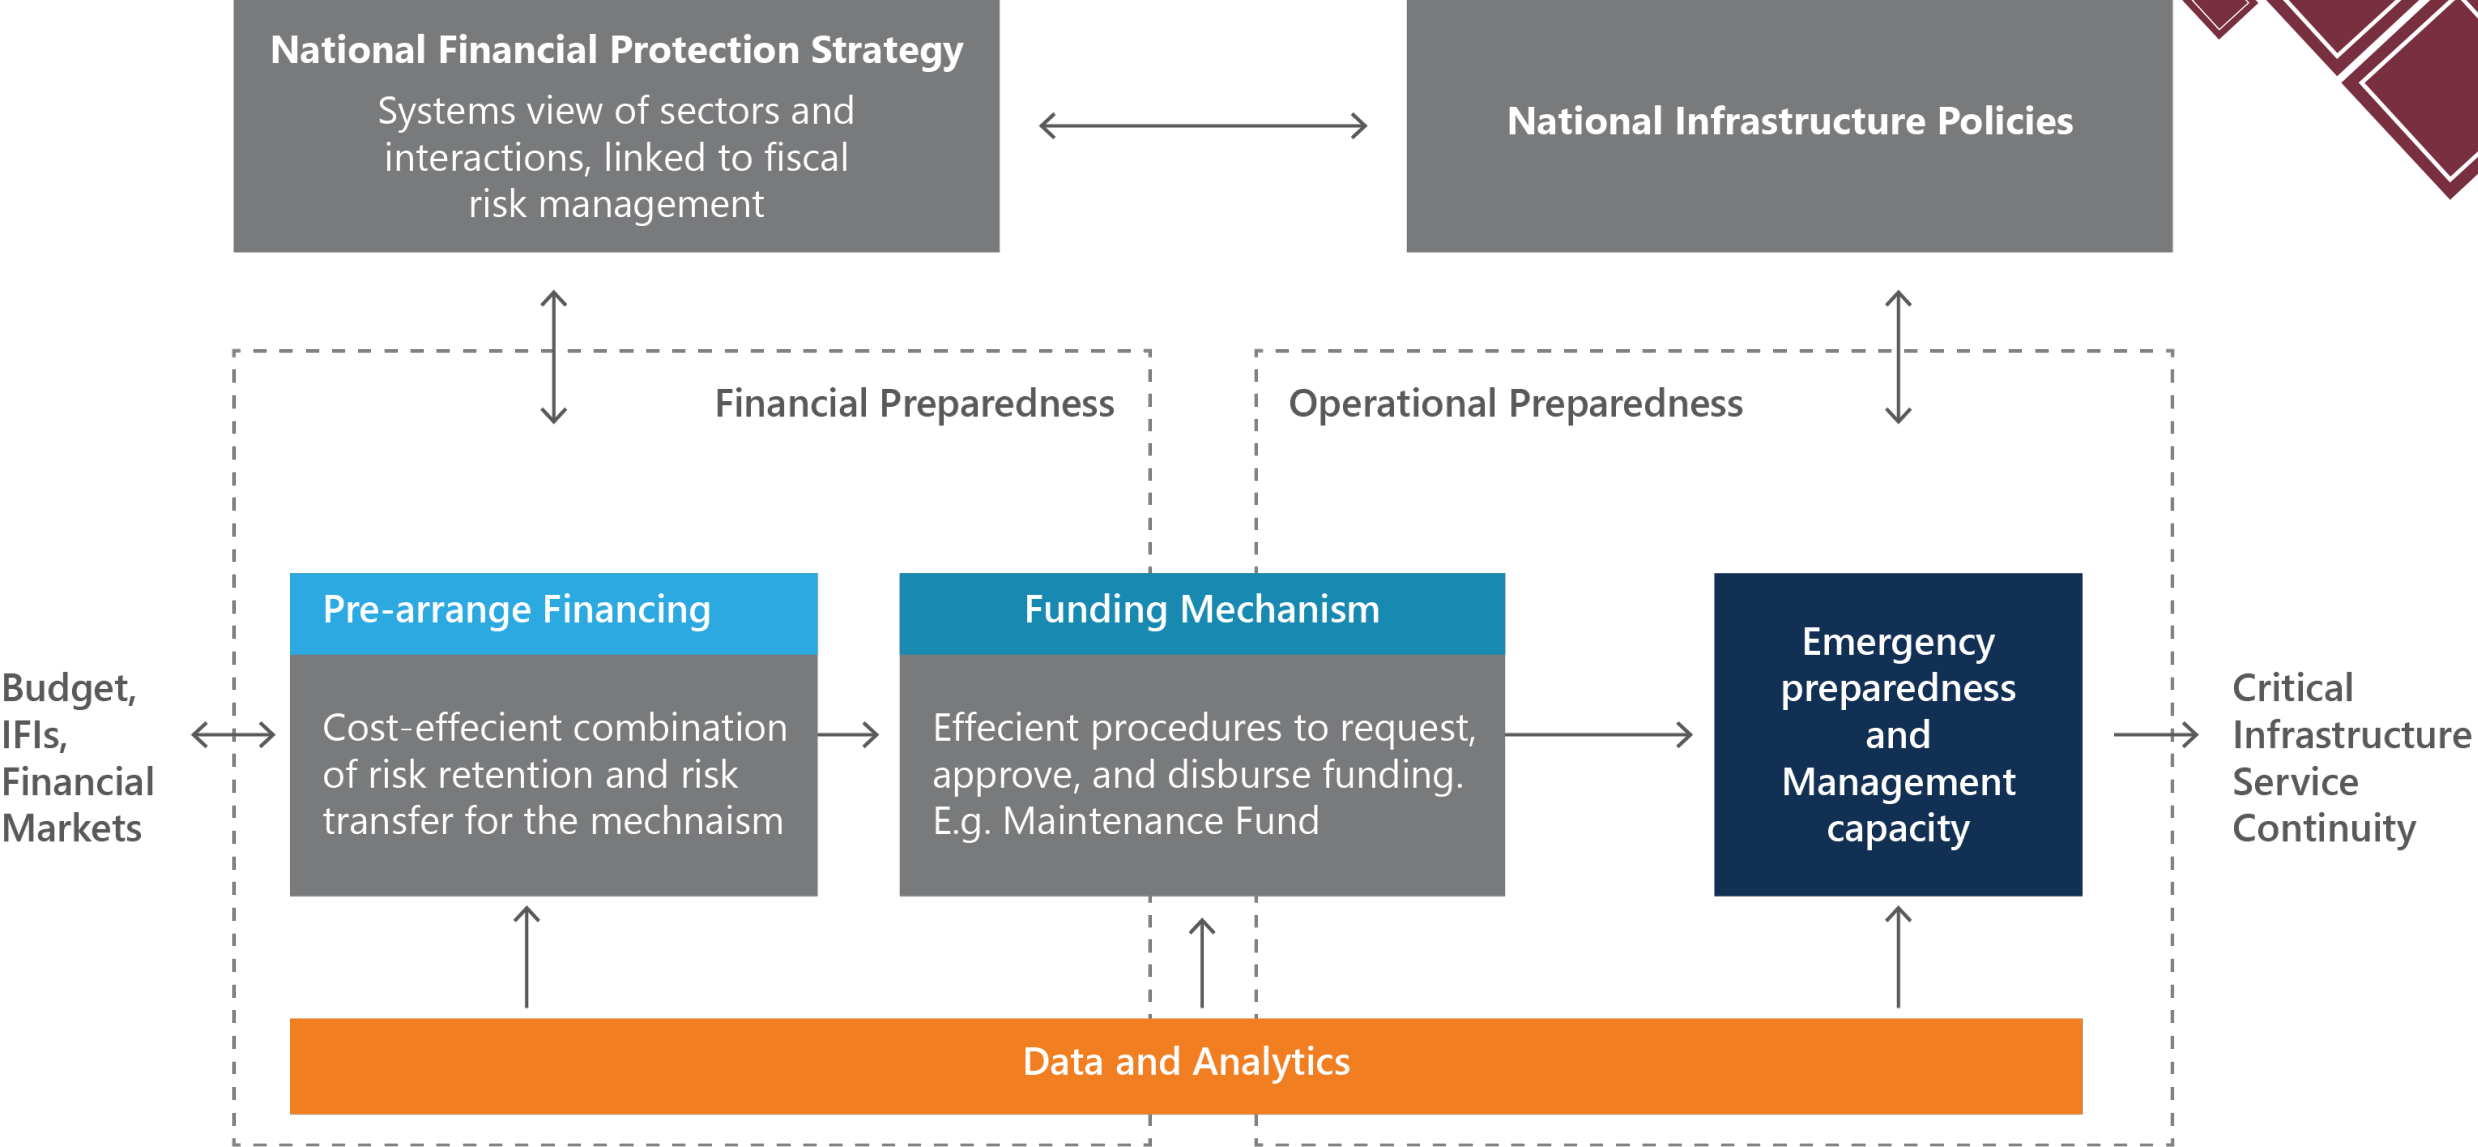 National Financial Protection Strategy
Systems view of sectors and
interactions, linked to fiscal
risk management
National Infrastructure Policies
Financial Preparedness
Operational Preparedness
Budget,
IFIs,
Financial
Markets
Pre-arrange Financing
Cost-effecient combination
of risk retention and risk
transfer for the mechnaism
Funding Mechanism
Effecient procedures to request,
approve, and disburse funding.
E.g. Maintenance Fund
Emergency
preparedness
and
Management
capacity
Critical
Infrastructure
Service
Continuity
Data and Analytics